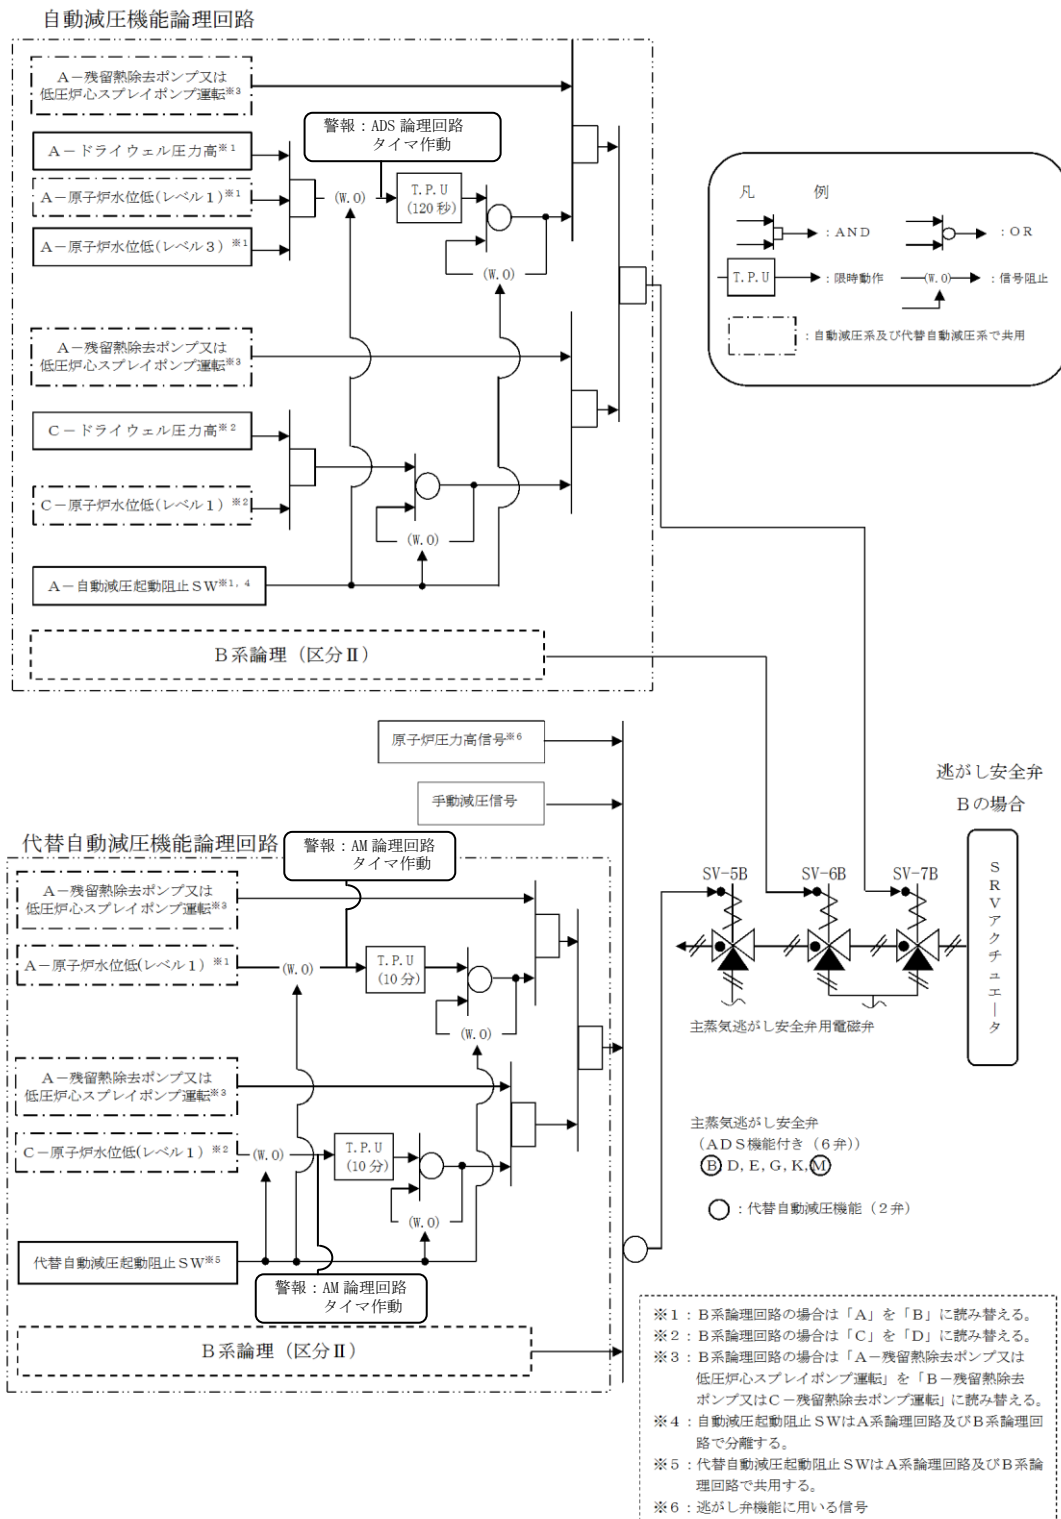 自動減圧機能論理回路
A－残留熱除去ポンプ又は
低圧炉心スプレイポンプ運転※3
警報：ADS 論理回路
タイマ作動
A－ドライウェル圧力高※1
A－原子炉水位低(レベル１)※1
A－原子炉水位低(レベル３)※1
(W.O)
T.P.U
(120 秒)
(W.O)
凡　例
：AND
：OR
T.P.U
：限時動作
(W.O)
：信号阻止
：自動減圧系及び代替自動減圧系で共用
A－残留熱除去ポンプ又は
低圧炉心スプレイポンプ運転※3
C－ドライウェル圧力高※2
C－原子炉水位低(レベル１)※2
(W.O)
A－自動減圧起動阻止SW※1, 4
B系論理（区分Ⅱ）
原子炉圧力高信号※6
手動減圧信号
逃がし安全弁
Bの場合
代替自動減圧機能論理回路
警報：AM 論理回路
タイマ作動
A－残留熱除去ポンプ又は
低圧炉心スプレイポンプ運転※3
A－原子炉水位低(レベル１)※1
(W.O)
T.P.U
(10 分)
(W.O)
SV-5B
SV-6B
SV-7B
SRVアクチュエータ
主蒸気逃がし安全弁用電磁弁
A－残留熱除去ポンプ又は
低圧炉心スプレイポンプ運転※3
C－原子炉水位低(レベル１)※2
(W.O)
T.P.U
(10 分)
(W.O)
主蒸気逃がし安全弁
（ADS機能付き（６弁））
B, D, E, G, K, M
：代替自動減圧機能（２弁）
代替自動減圧起動阻止SW※5
警報：AM 論理回路
タイマ作動
B系論理（区分Ⅱ）
※１：B系論理回路の場合は「A」を「B」に読み替える。
※２：B系論理回路の場合は「C」を「D」に読み替える。
※３：B系論理回路の場合は「A－残留熱除去ポンプ又は
低圧炉心スプレイポンプ運転」を「B－残留熱除去
ポンプ又はC－残留熱除去ポンプ運転」に読み替える。
※４：自動減圧起動阻止SWはA系論理回路及びB系論理回
路で分離する。
※５：代替自動減圧起動阻止SWはA系論理回路及びB系論
理回路で共用する。
※６：逃がし弁機能に用いる信号